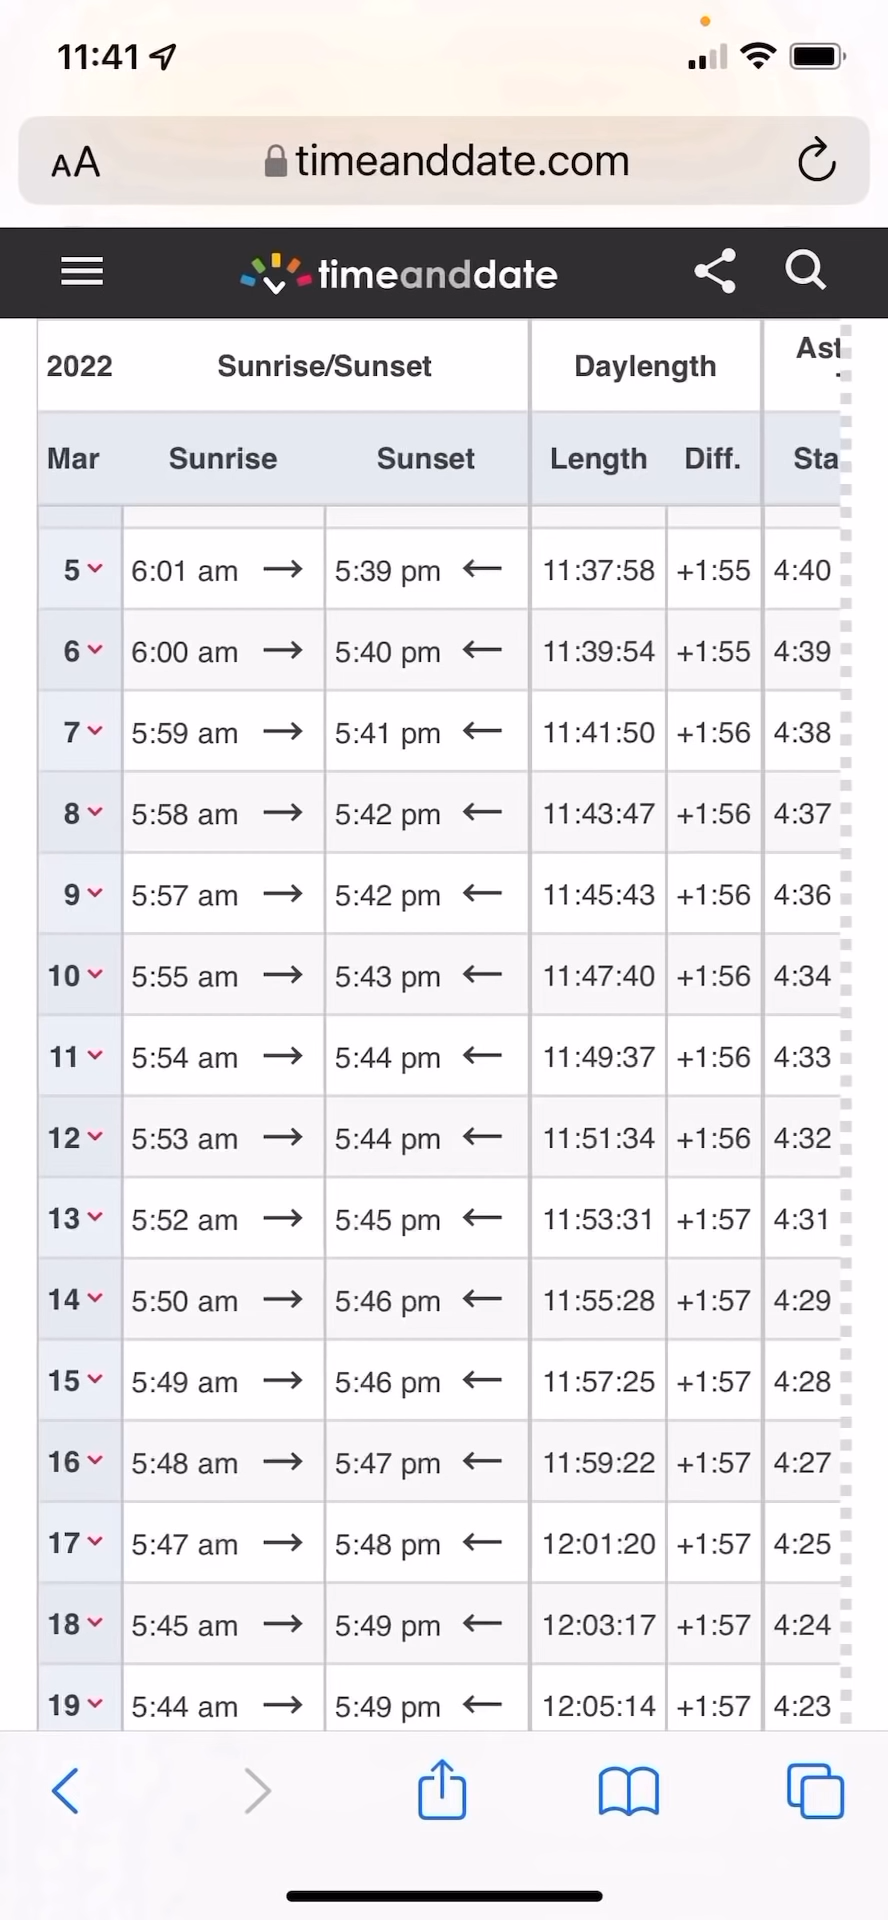 11:41
AA timeanddate.com
timeanddate
2022 Sunrise/Sunset Daylength Ast
Mar Sunrise Sunset Length Diff. Sta
5 6:01 am → 5:39 pm ← 11:37:58 +1:55 4:40
6 6:00 am → 5:40 pm ← 11:39:54 +1:55 4:39
7 5:59 am → 5:41 pm ← 11:41:50 +1:56 4:38
8 5:58 am → 5:42 pm ← 11:43:47 +1:56 4:37
9 5:57 am → 5:42 pm ← 11:45:43 +1:56 4:36
10 5:55 am → 5:43 pm ← 11:47:40 +1:56 4:34
11 5:54 am → 5:44 pm ← 11:49:37 +1:56 4:33
12 5:53 am → 5:44 pm ← 11:51:34 +1:56 4:32
13 5:52 am → 5:45 pm ← 11:53:31 +1:57 4:31
14 5:50 am → 5:46 pm ← 11:55:28 +1:57 4:29
15 5:49 am → 5:46 pm ← 11:57:25 +1:57 4:28
16 5:48 am → 5:47 pm ← 11:59:22 +1:57 4:27
17 5:47 am → 5:48 pm ← 12:01:20 +1:57 4:25
18 5:45 am → 5:49 pm ← 12:03:17 +1:57 4:24
19 5:44 am → 5:49 pm ← 12:05:14 +1:57 4:23